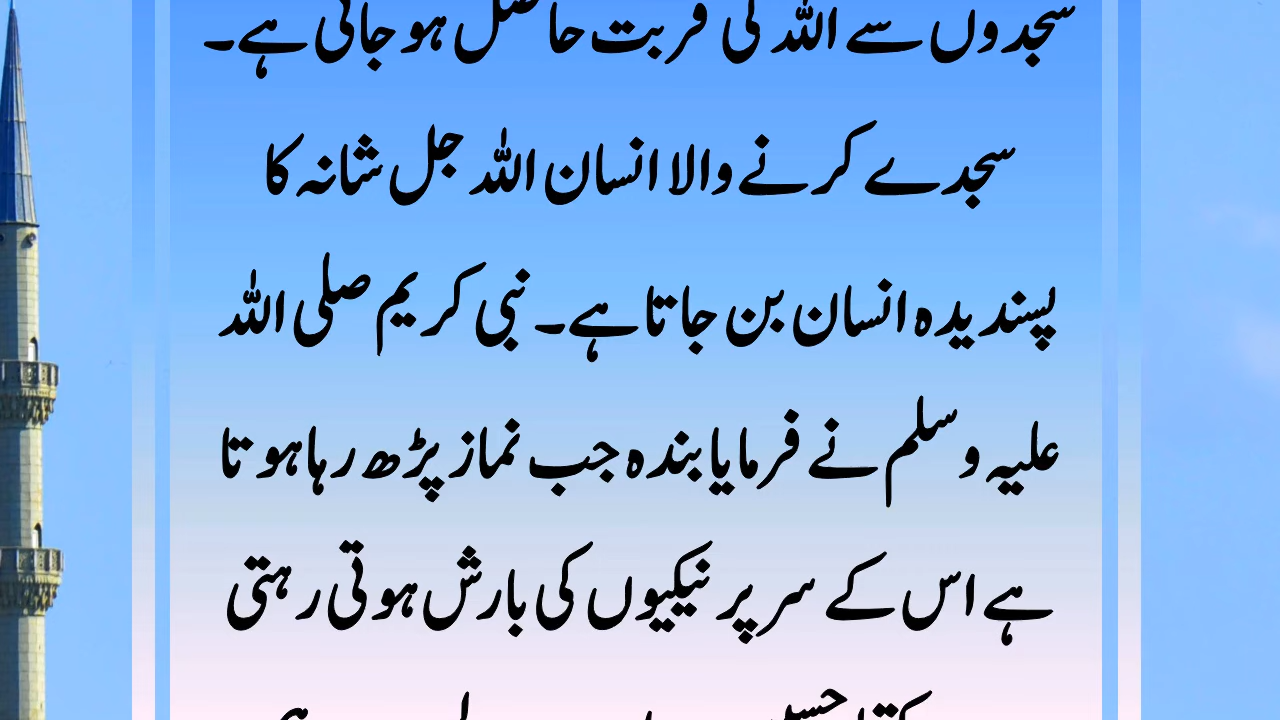 سجدوں سے اللہ کی قربت حاصل ہو جاتی ہے۔
سجدے کرنے والا انسان اللہ جل شانہ کا
پسندیدہ انسان بن جاتا ہے۔ نبی کریم صلی اللہ
علیہ وسلم نے فرمایا بندہ جب نماز پڑھ رہا ہوتا
ہے اس کے سر پر نیکیوں کی بارش ہوتی رہتی